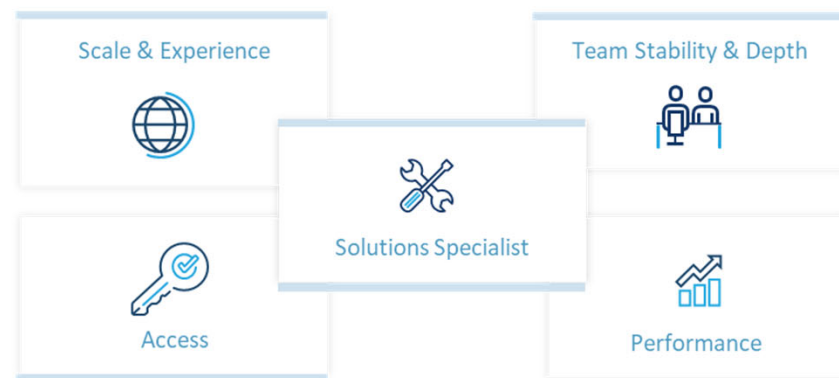 Scale & Experience
Team Stability & Depth
Solutions Specialist
Access
Performance